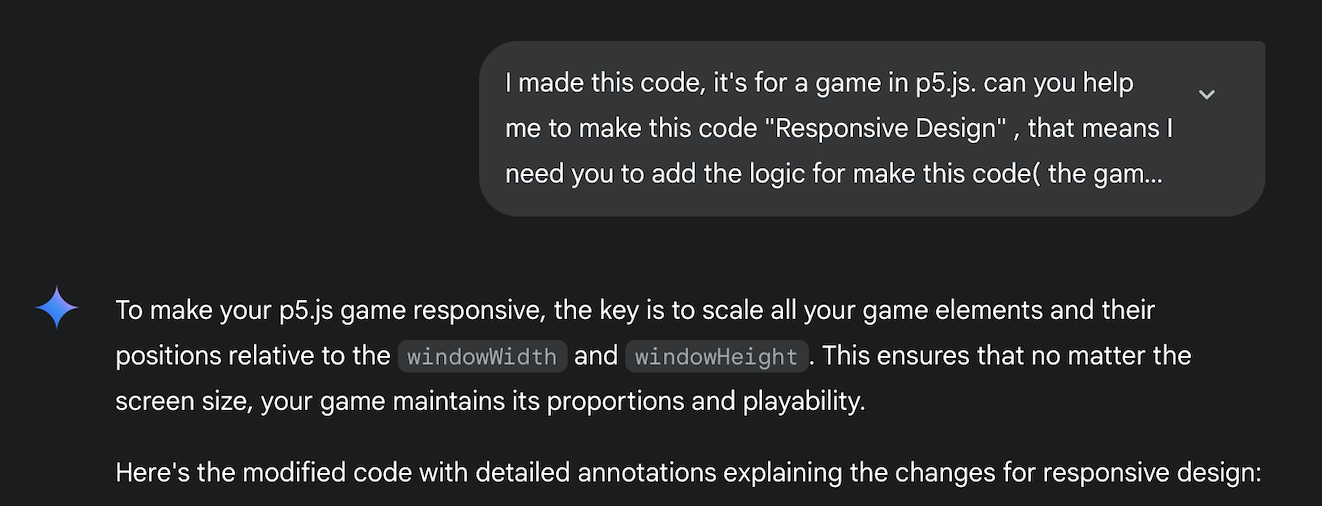 I made this code, it's for a game in p5.js. can you help
me to make this code "Responsive Design" , that means I
need you to add the logic for make this code( the gam...
To make your p5.js game responsive, the key is to scale all your game elements and their
positions relative to the windowWidth and windowHeight. This ensures that no matter the
screen size, your game maintains its proportions and playability.
Here's the modified code with detailed annotations explaining the changes for responsive design: